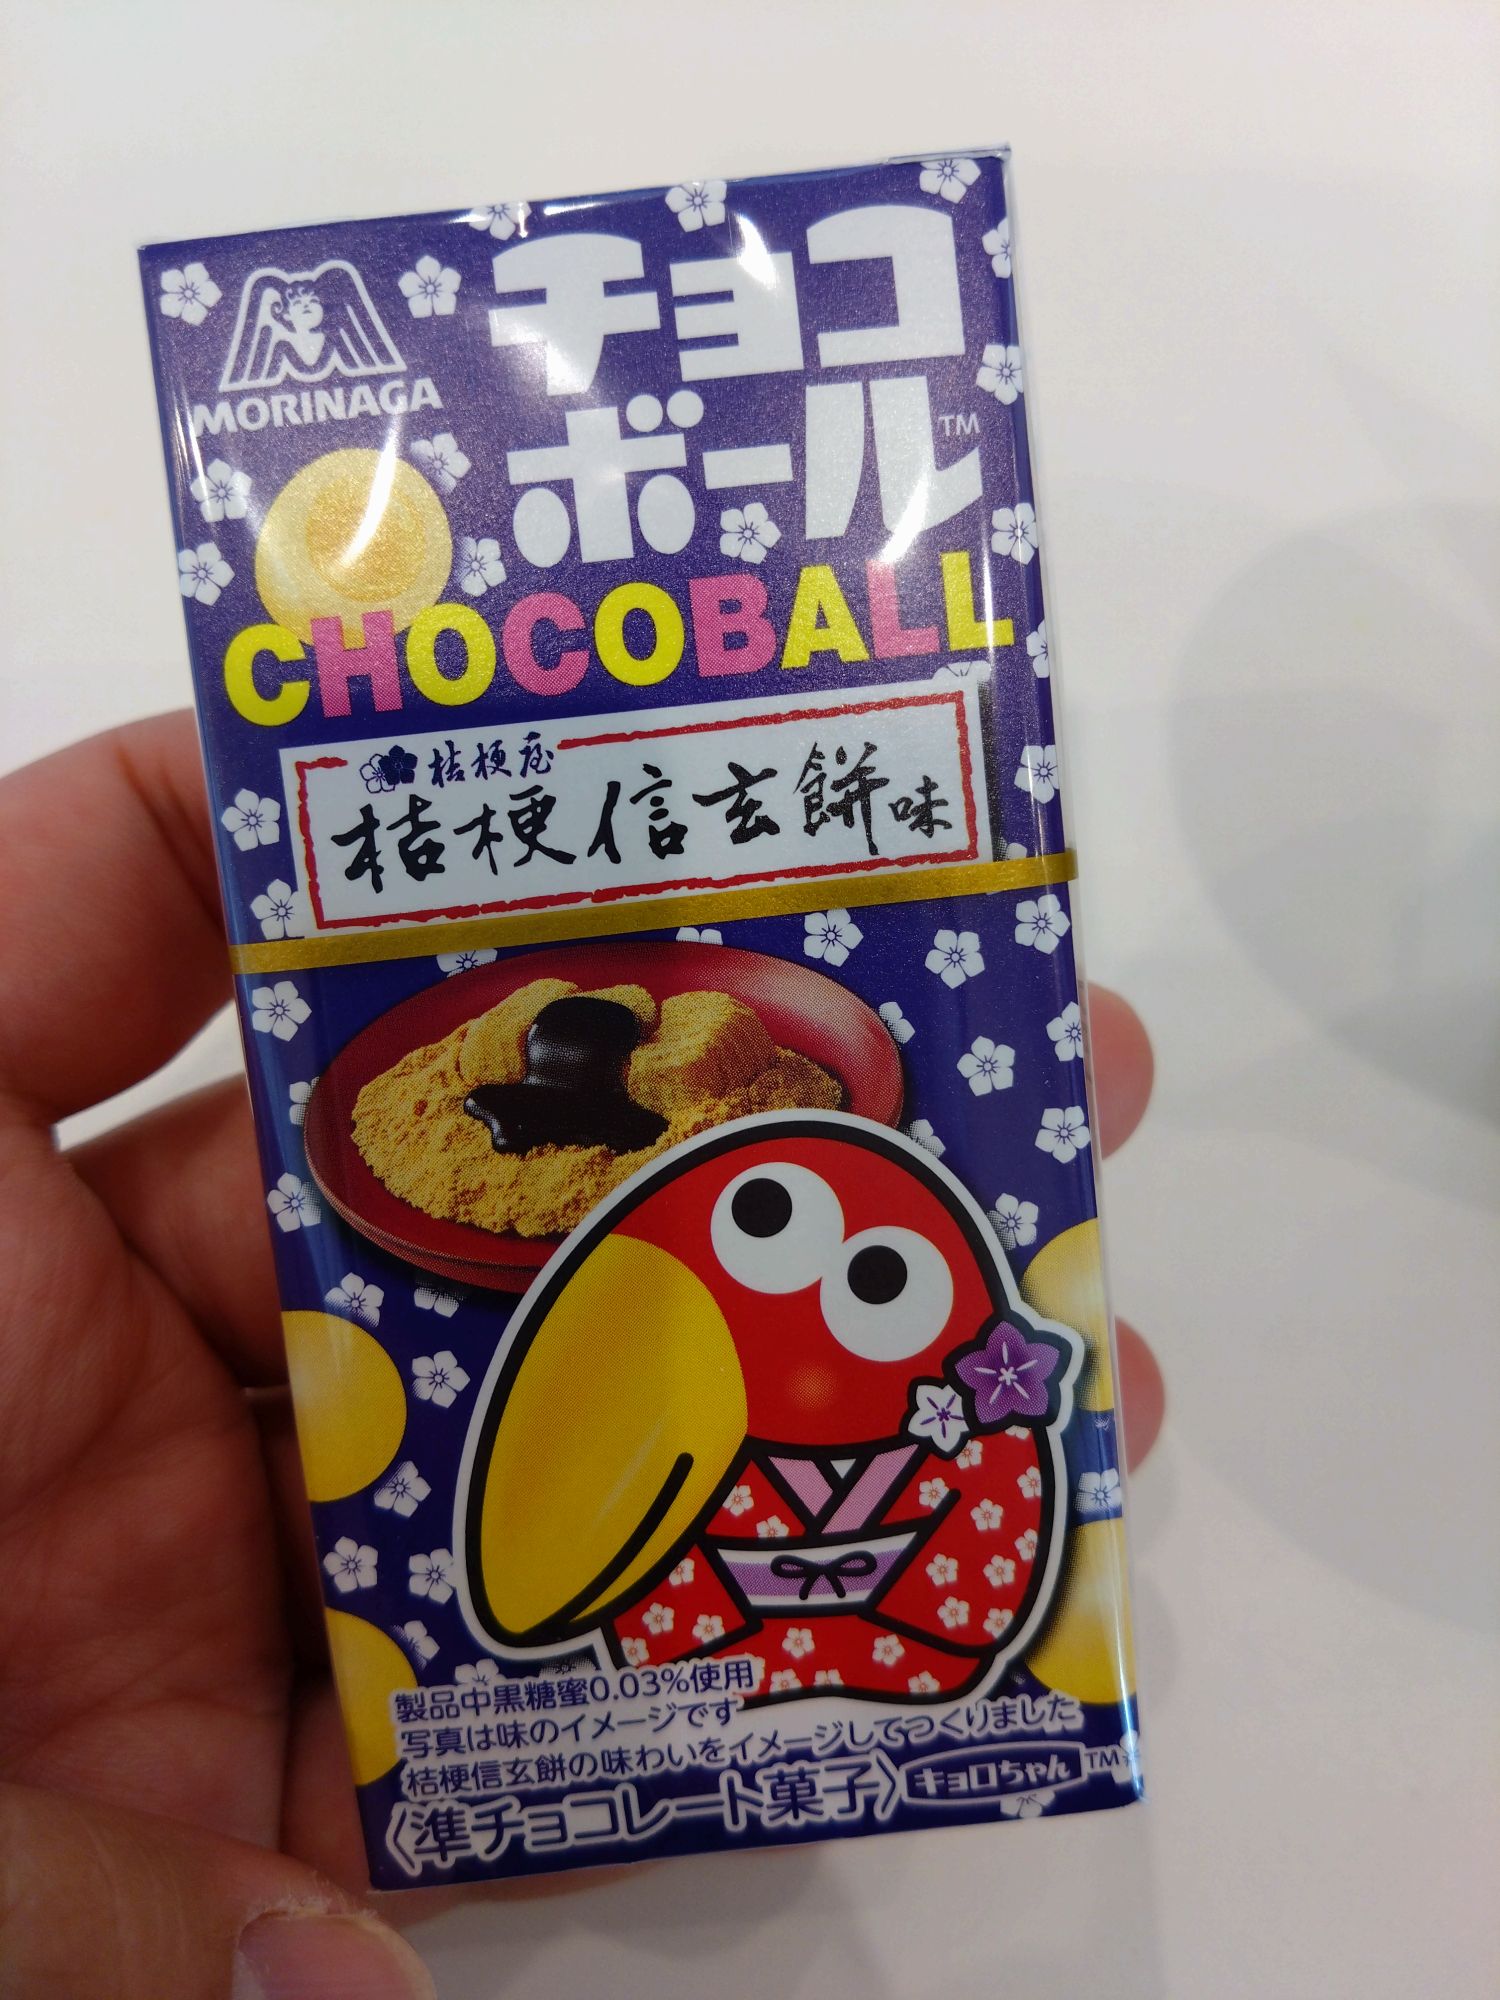 MORINAGA
チョコ
ボール™
CHOCOBALL
桔梗屋
桔梗信玄餅味
製品中黒糖蜜0.03%使用
写真は味のイメージです
桔梗信玄餅の味わいをイメージしてつくりました
〈準チョコレート菓子〉キョロちゃん™